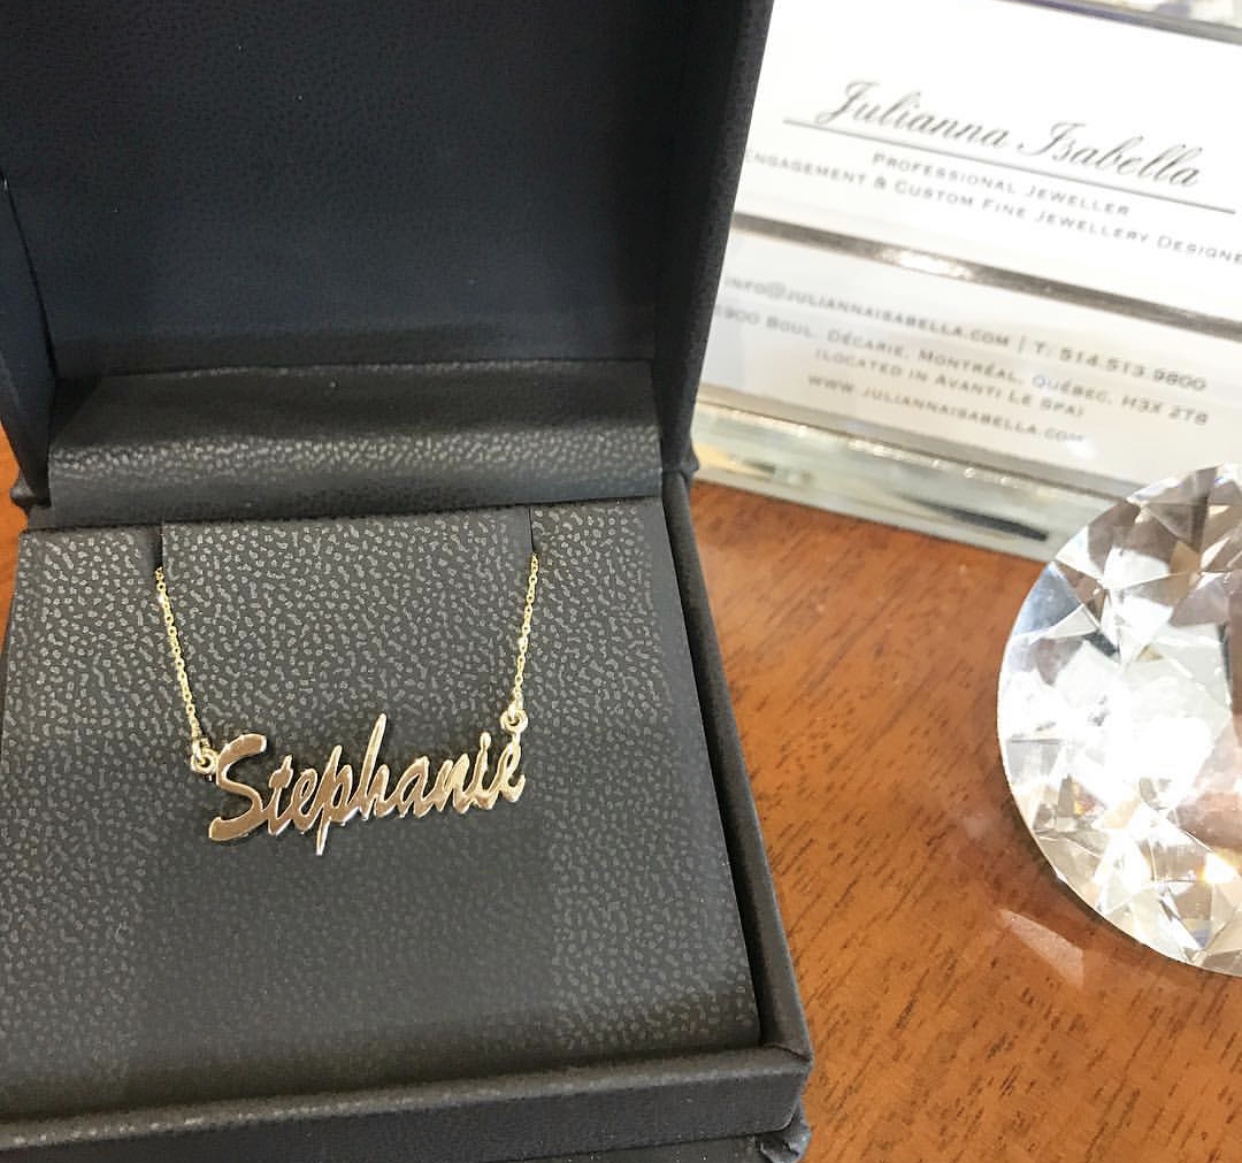 Stephanie
Julianna Isabella
PROFESSIONAL JEWELLER
ENGAGEMENT & CUSTOM FINE JEWELLERY DESIGNE
INFO@JULIANNAISABELLA.COM | T: 514.513.9800
5900 BOUL. DÉCARIE, MONTRÉAL, QUÉBEC, H3X 2T8
(LOCATED IN AVANTI LE SPA)
WWW.JULIANNAISABELLA.COM